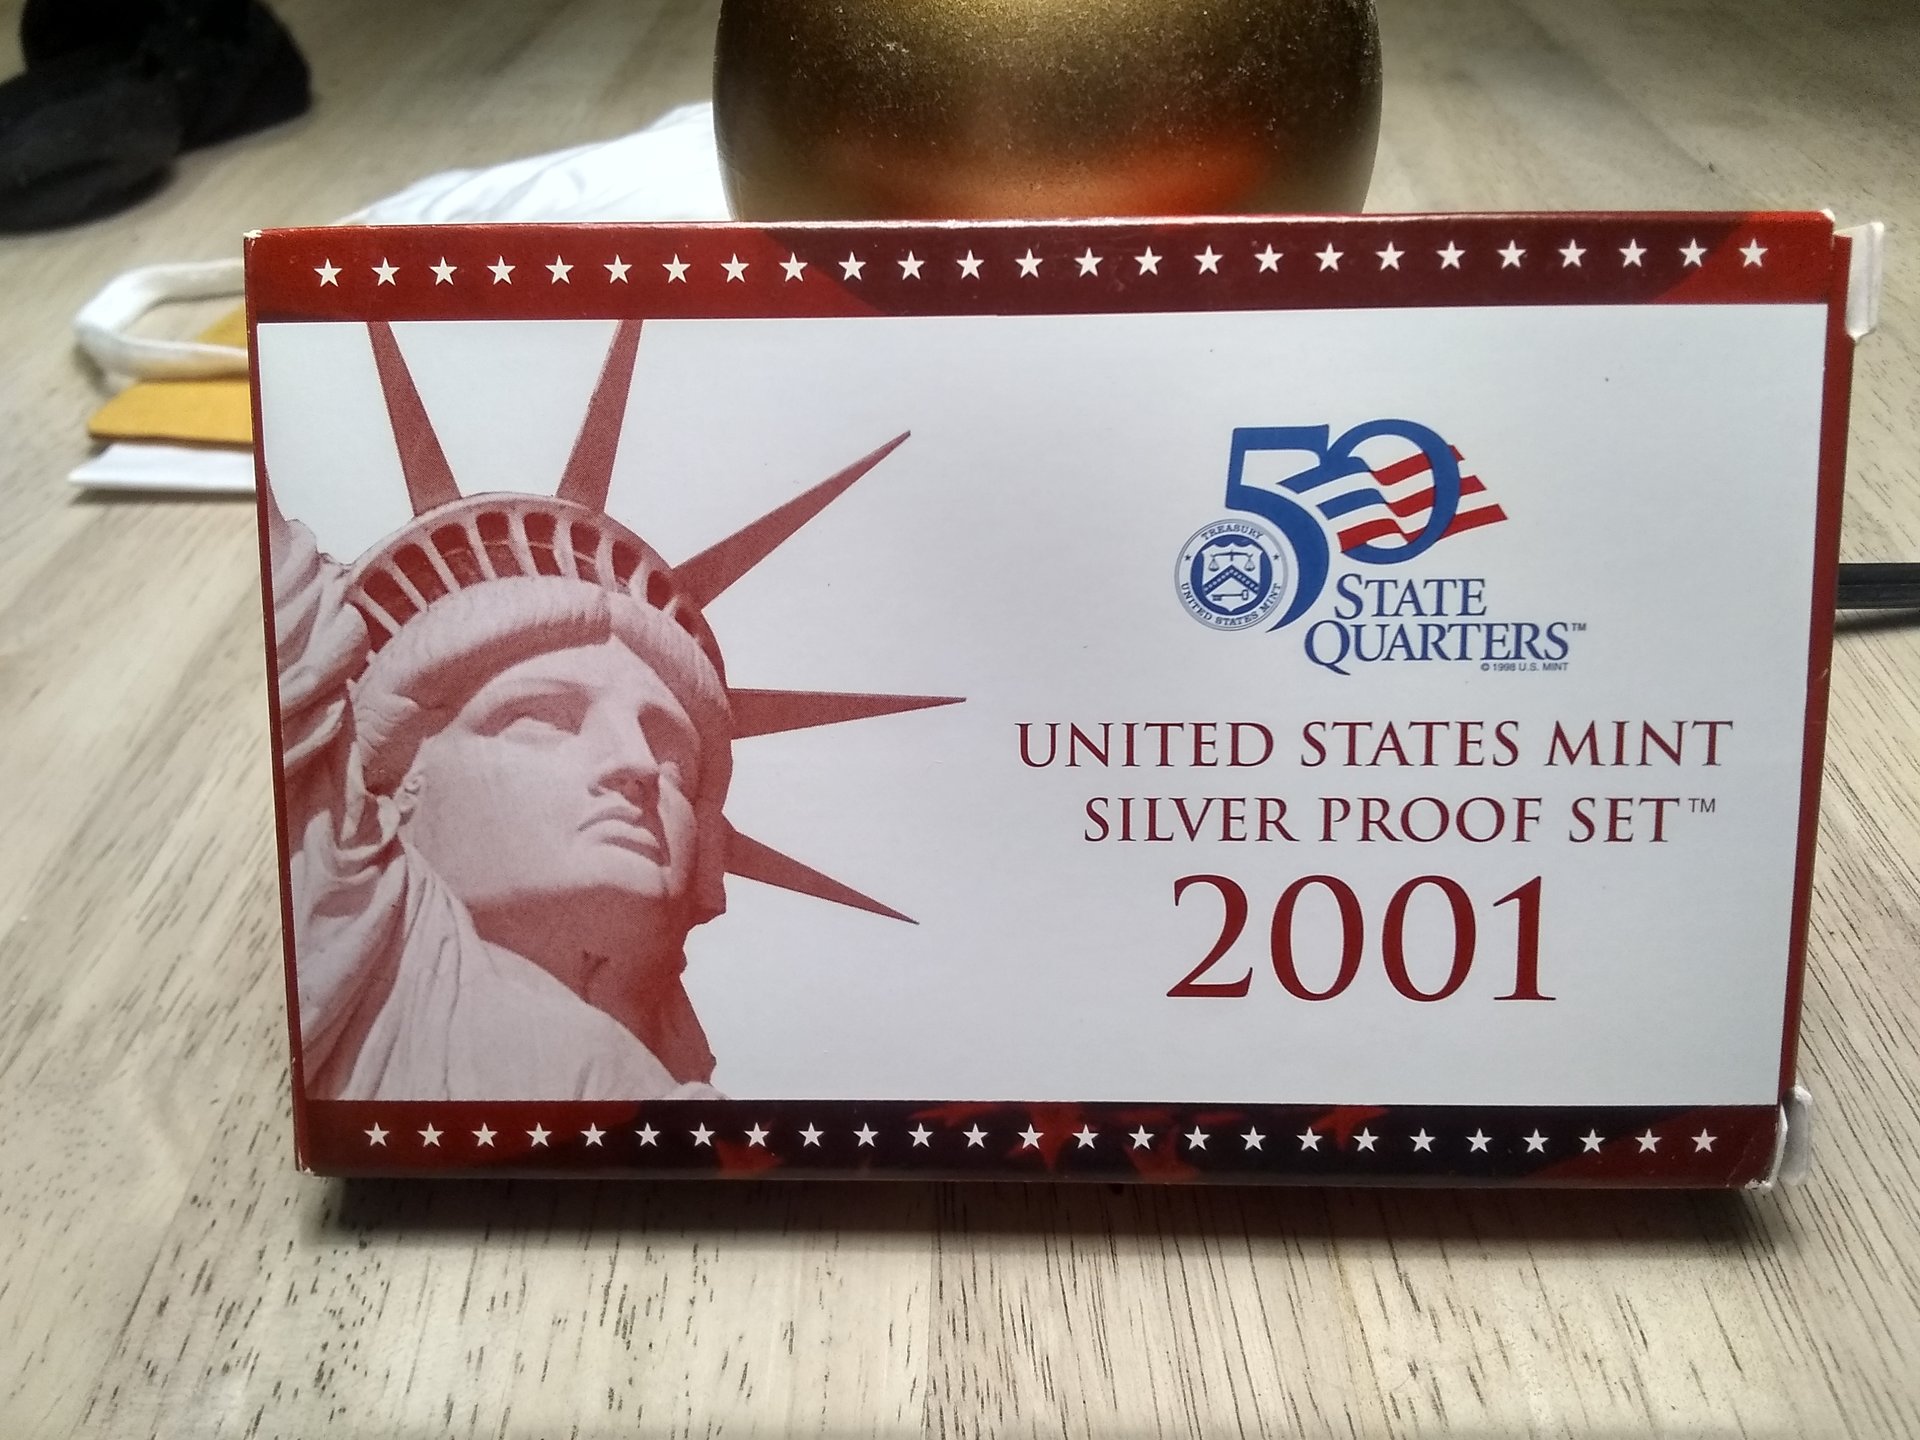 50
TREASURY
UNITED STATES MINT
STATE
QUARTERS™
© 1998 U.S. MINT
UNITED STATES MINT
SILVER PROOF SET™
2001